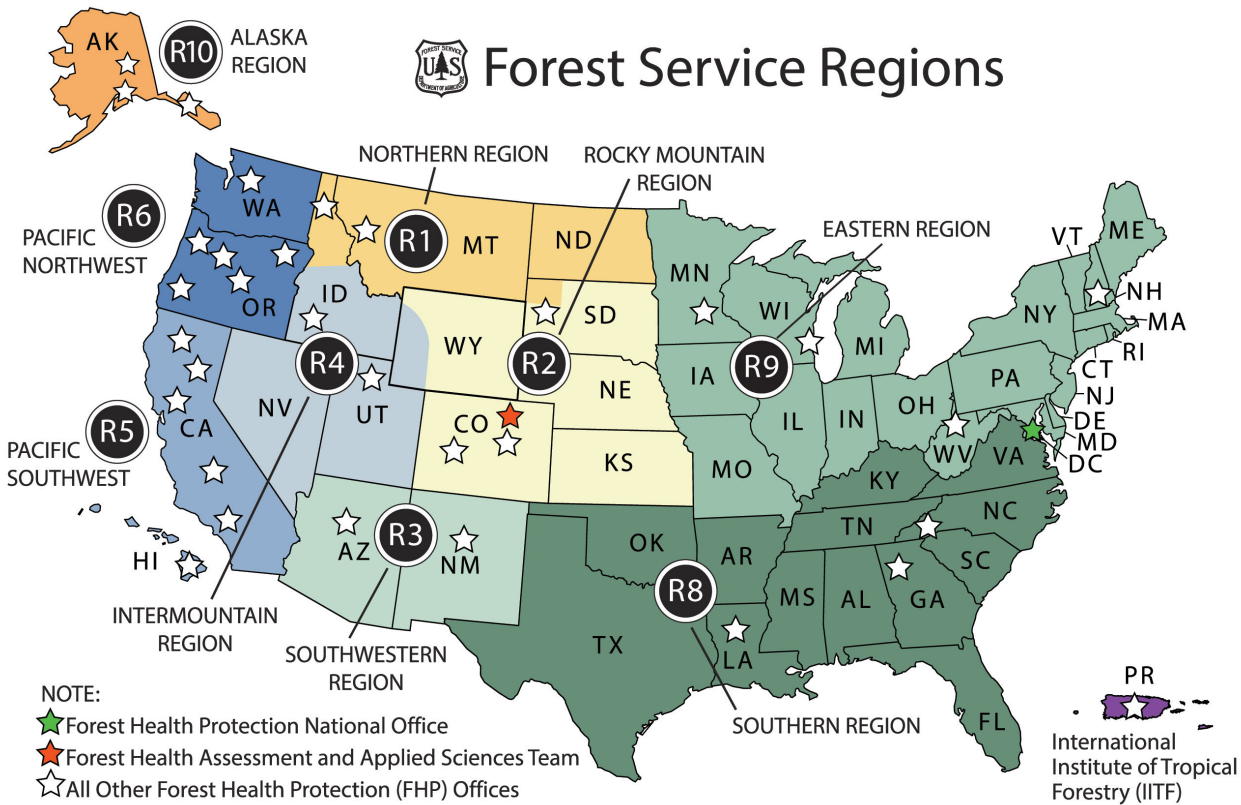 Forest Service Regions
FOREST SERVICE
U S
DEPARTMENT OF AGRICULTURE
AK
R10
ALASKA
REGION
NORTHERN REGION
ROCKY MOUNTAIN
REGION
EASTERN REGION
R6
PACIFIC
NORTHWEST
WA
OR
R1
MT
ND
ID
R4
WY
R2
SD
NE
KS
CO
NV
UT
R5
PACIFIC
SOUTHWEST
CA
HI
INTERMOUNTAIN
REGION
AZ
R3
NM
SOUTHWESTERN
REGION
MN
WI
MI
IA
R9
IL
IN
OH
MO
PA
NY
VT
ME
NH
MA
RI
CT
NJ
DE
MD
DC
WV
VA
KY
TN
NC
SC
OK
AR
R8
MS
AL
GA
TX
LA
FL
SOUTHERN REGION
PR
International
Institute of Tropical
Forestry (IITF)
NOTE:
Forest Health Protection National Office
Forest Health Assessment and Applied Sciences Team
All Other Forest Health Protection (FHP) Offices